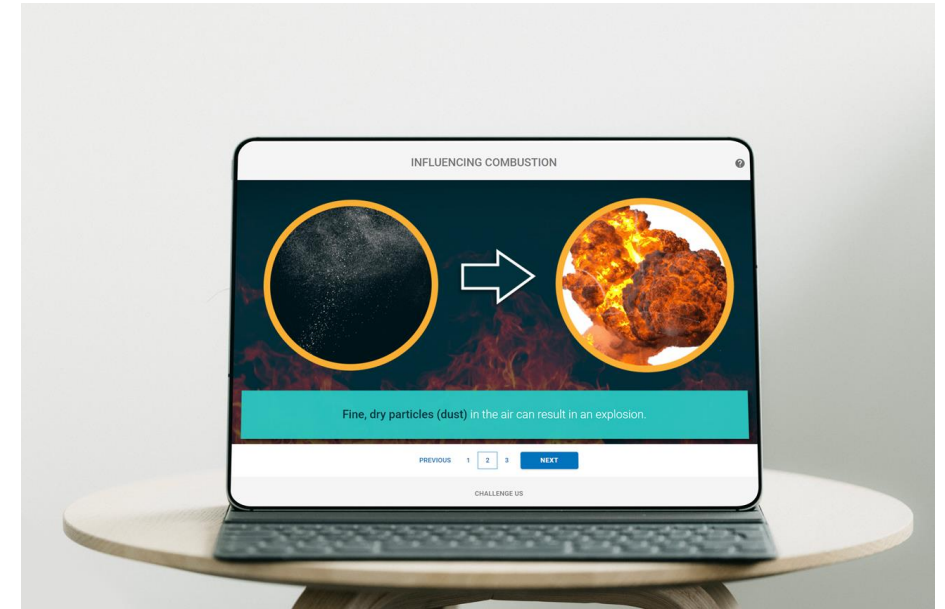 INFLUENCING COMBUSTION
?
Fine, dry particles (dust) in the air can result in an explosion.
PREVIOUS 1 2 3 NEXT
CHALLENGE US